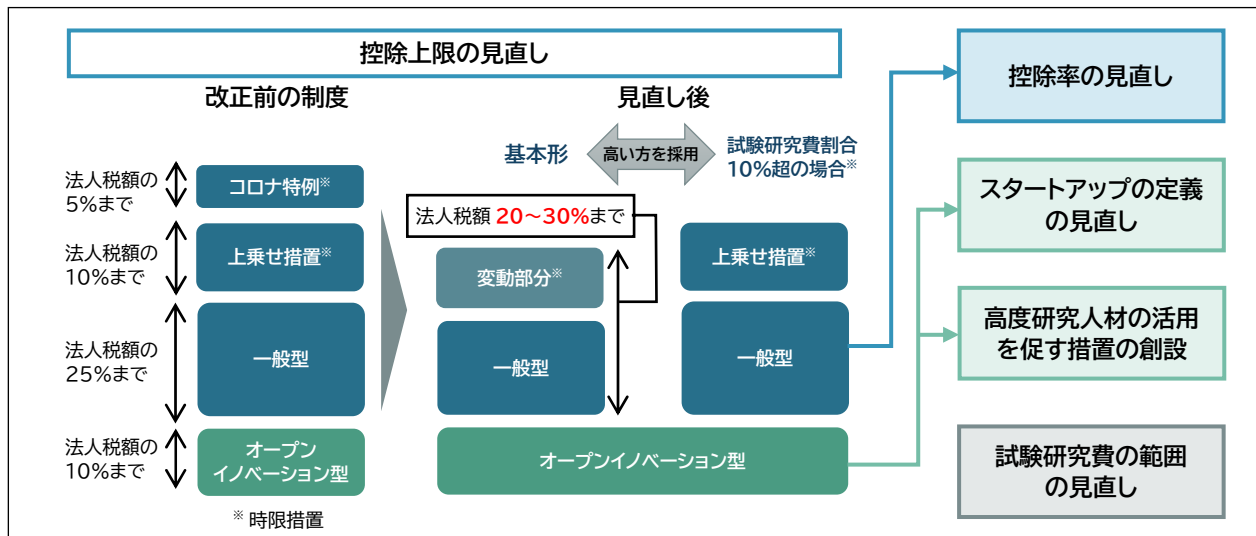 控除上限の見直し
改正前の制度
見直し後
基本形
高い方を採用
試験研究費割合
10%超の場合※
法人税額の
5%まで
コロナ特例※
法人税額 20～30%まで
法人税額の
10%まで
上乗せ措置※
変動部分※
上乗せ措置※
法人税額の
25%まで
一般型
一般型
一般型
法人税額の
10%まで
オープン
イノベーション型
オープンイノベーション型
※ 時限措置
控除率の見直し
スタートアップの定義
の見直し
高度研究人材の活用
を促す措置の創設
試験研究費の範囲
の見直し